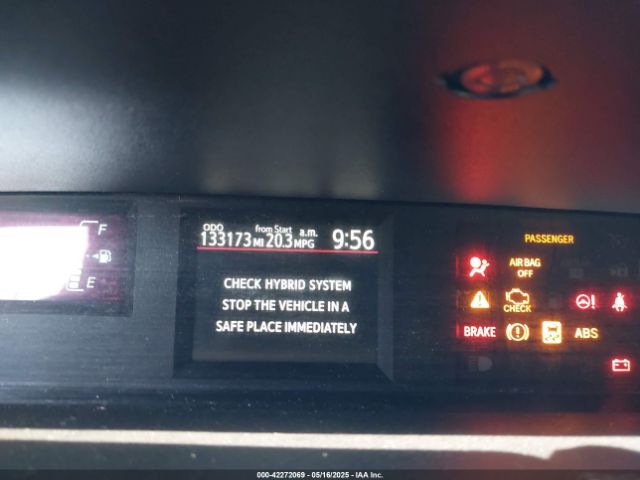 F
E
ODO from Start a.m.
133173 MI 20.3 MPG 9:56
CHECK HYBRID SYSTEM
STOP THE VEHICLE IN A
SAFE PLACE IMMEDIATELY
PASSENGER
AIR BAG
OFF
CHECK
BRAKE ABS
000-42272069 - 05/16/2025 - IAA Inc.